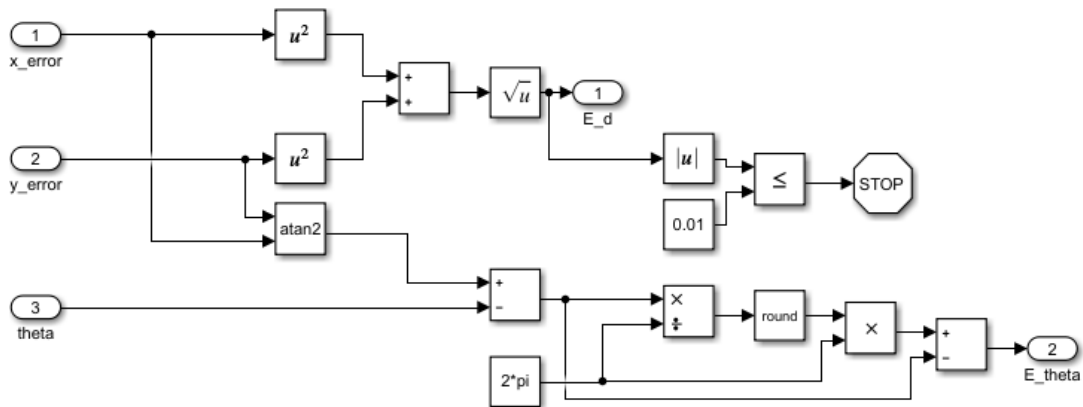 1
x_error
u²
+
+
√u
1
E_d
2
y_error
u²
|u|
≤
STOP
0.01
atan2
3
theta
+
−
×
÷
round
×
+
−
2
E_theta
2*pi